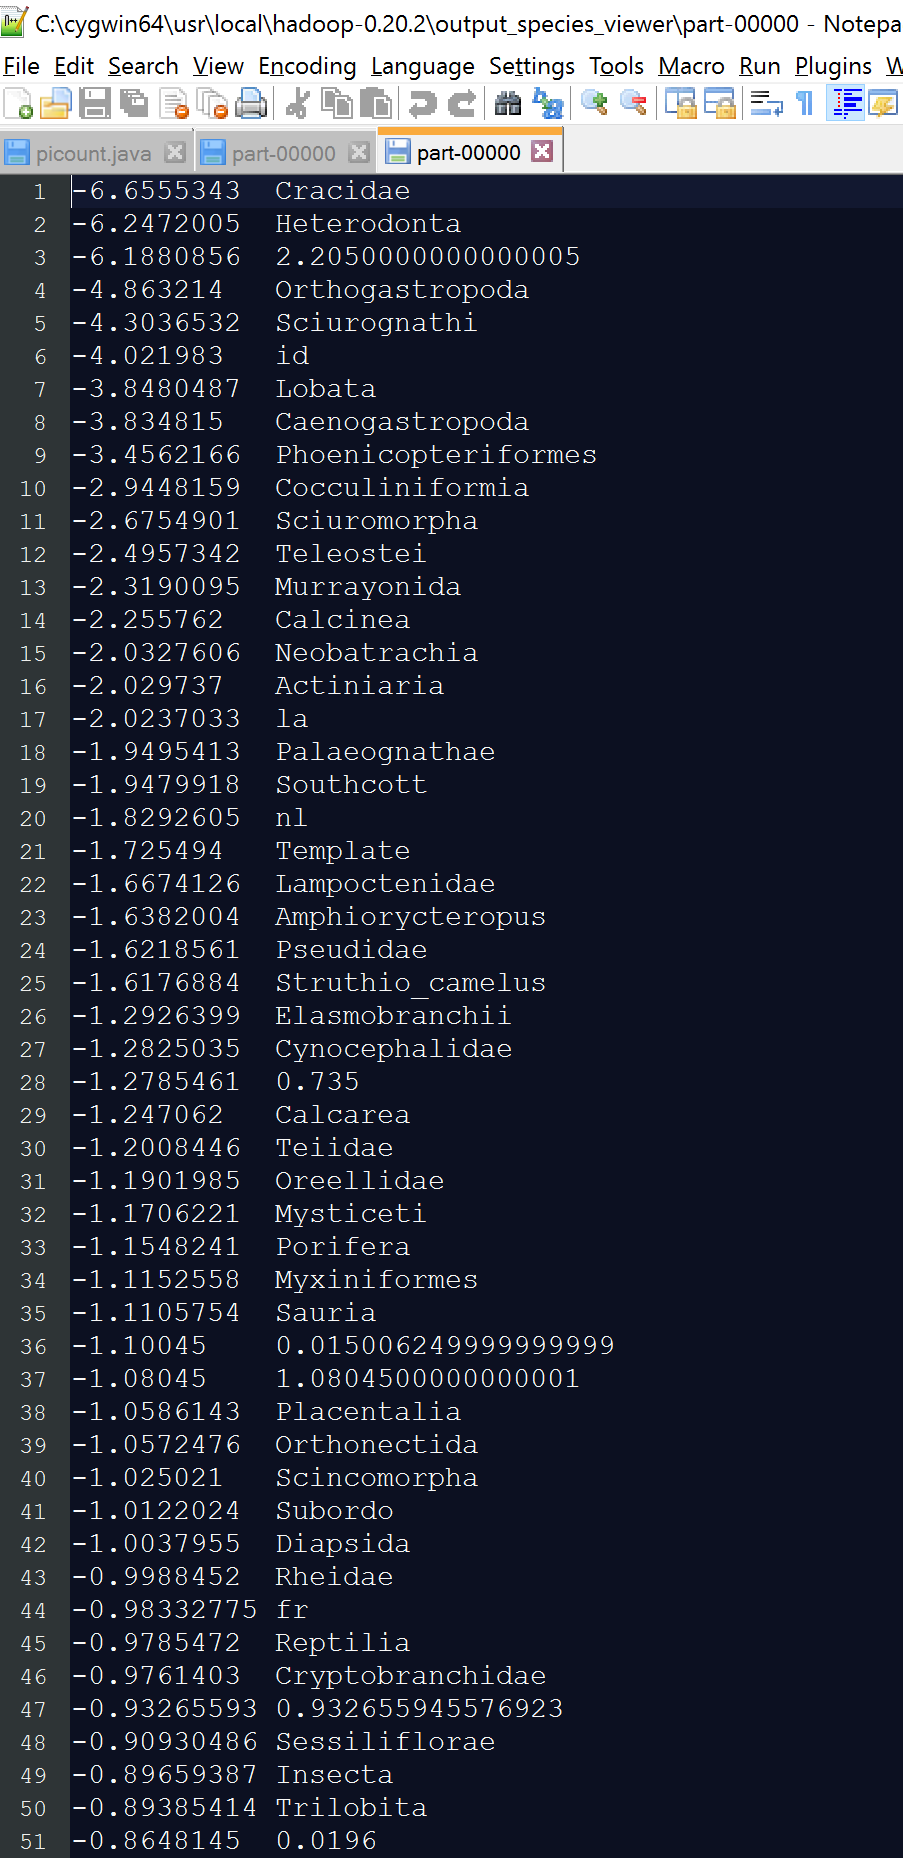 C:\cygwin64\usr\local\hadoop-0.20.2\output_species_viewer\part-00000 - Notepa
File Edit Search View Encoding Language Settings Tools Macro Run Plugins W
picount.java part-00000 part-00000
1 -6.6555343 Cracidae
2 -6.2472005 Heterodonta
3 -6.1880856 2.2050000000000005
4 -4.863214 Orthogastropoda
5 -4.3036532 Sciurognathi
6 -4.021983 id
7 -3.8480487 Lobata
8 -3.834815 Caenogastropoda
9 -3.4562166 Phoenicopteriformes
10 -2.9448159 Cocculiniformia
11 -2.6754901 Sciuromorpha
12 -2.4957342 Teleostei
13 -2.3190095 Murrayonida
14 -2.255762 Calcinea
15 -2.0327606 Neobatrachia
16 -2.029737 Actiniaria
17 -2.0237033 la
18 -1.9495413 Palaeognathae
19 -1.9479918 Southcott
20 -1.8292605 nl
21 -1.725494 Template
22 -1.6674126 Lampoctenidae
23 -1.6382004 Amphiorycteropus
24 -1.6218561 Pseudidae
25 -1.6176884 Struthio_camelus
26 -1.2926399 Elasmobranchii
27 -1.2825035 Cynocephalidae
28 -1.2785461 0.735
29 -1.247062 Calcarea
30 -1.2008446 Teiidae
31 -1.1901985 Oreellidae
32 -1.1706221 Mysticeti
33 -1.1548241 Porifera
34 -1.1152558 Myxiniformes
35 -1.1105754 Sauria
36 -1.10045 0.015006249999999999
37 -1.08045 1.0804500000000001
38 -1.0586143 Placentalia
39 -1.0572476 Orthonectida
40 -1.025021 Scincomorpha
41 -1.0122024 Subordo
42 -1.0037955 Diapsida
43 -0.9988452 Rheidae
44 -0.98332775 fr
45 -0.9785472 Reptilia
46 -0.9761403 Cryptobranchidae
47 -0.93265593 0.932655945576923
48 -0.90930486 Sessiliflorae
49 -0.89659387 Insecta
50 -0.89385414 Trilobita
51 -0.8648145 0.0196